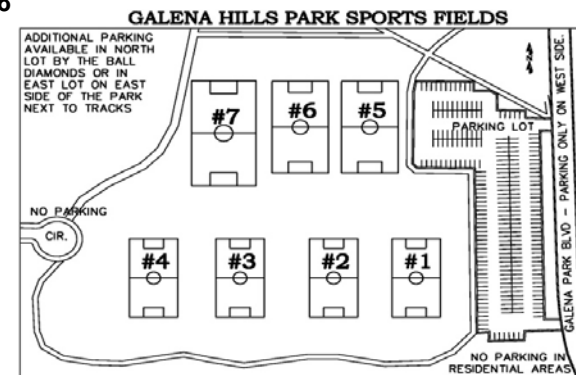 6
GALENA HILLS PARK SPORTS FIELDS
ADDITIONAL PARKING
AVAILABLE IN NORTH
LOT BY THE BALL
DIAMONDS OR IN
EAST LOT ON EAST
SIDE OF THE PARK
NEXT TO TRACKS
#7
#6
#5
PARKING LOT
GALENA PARK BLVD - PARKING ONLY ON WEST SIDE.
NO PARKING
CIR.
#4
#3
#2
#1
NO PARKING IN
RESIDENTIAL AREAS